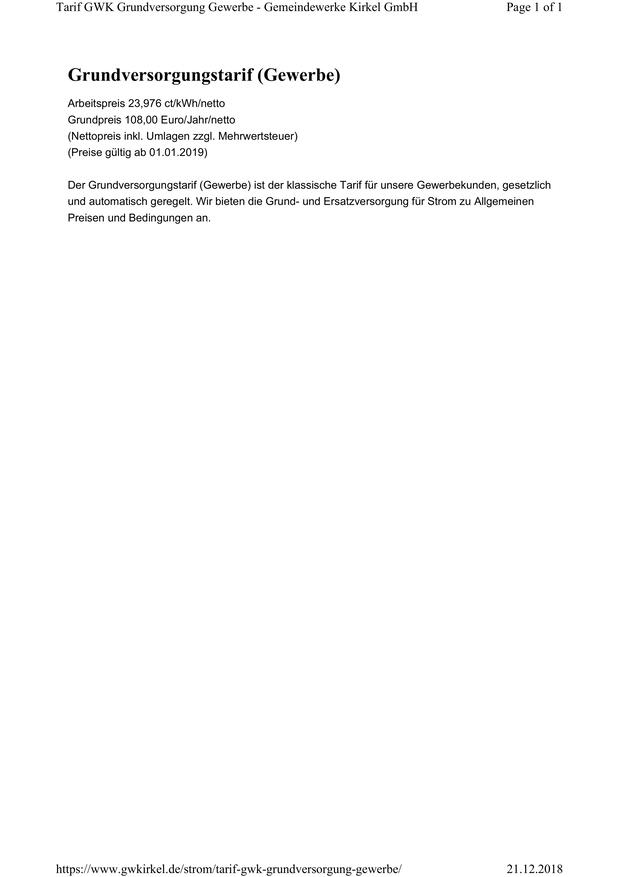 Tarif GWK Grundversorgung Gewerbe - Gemeindewerke Kirkel GmbH Page 1 of 1
Grundversorgungstarif (Gewerbe)
Arbeitspreis 23,976 ct/kWh/netto
Grundpreis 108,00 Euro/Jahr/netto
(Nettopreis inkl. Umlagen zzgl. Mehrwertsteuer)
(Preise gültig ab 01.01.2019)
Der Grundversorgungstarif (Gewerbe) ist der klassische Tarif für unsere Gewerbekunden, gesetzlich
und automatisch geregelt. Wir bieten die Grund- und Ersatzversorgung für Strom zu Allgemeinen
Preisen und Bedingungen an.
https://www.gwkirkel.de/strom/tarif-gwk-grundversorgung-gewerbe/ 21.12.2018